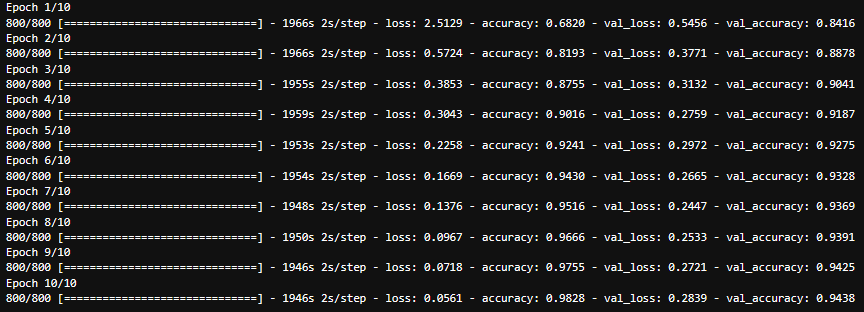 Epoch 1/10
800/800 [==============================] - 1966s 2s/step - loss: 2.5129 - accuracy: 0.6820 - val_loss: 0.5456 - val_accuracy: 0.8416
Epoch 2/10
800/800 [==============================] - 1966s 2s/step - loss: 0.5724 - accuracy: 0.8193 - val_loss: 0.3771 - val_accuracy: 0.8878
Epoch 3/10
800/800 [==============================] - 1955s 2s/step - loss: 0.3853 - accuracy: 0.8755 - val_loss: 0.3132 - val_accuracy: 0.9041
Epoch 4/10
800/800 [==============================] - 1959s 2s/step - loss: 0.3043 - accuracy: 0.9016 - val_loss: 0.2759 - val_accuracy: 0.9187
Epoch 5/10
800/800 [==============================] - 1953s 2s/step - loss: 0.2258 - accuracy: 0.9241 - val_loss: 0.2972 - val_accuracy: 0.9275
Epoch 6/10
800/800 [==============================] - 1954s 2s/step - loss: 0.1669 - accuracy: 0.9430 - val_loss: 0.2665 - val_accuracy: 0.9328
Epoch 7/10
800/800 [==============================] - 1948s 2s/step - loss: 0.1376 - accuracy: 0.9516 - val_loss: 0.2447 - val_accuracy: 0.9369
Epoch 8/10
800/800 [==============================] - 1950s 2s/step - loss: 0.0967 - accuracy: 0.9666 - val_loss: 0.2533 - val_accuracy: 0.9391
Epoch 9/10
800/800 [==============================] - 1946s 2s/step - loss: 0.0718 - accuracy: 0.9755 - val_loss: 0.2721 - val_accuracy: 0.9425
Epoch 10/10
800/800 [==============================] - 1946s 2s/step - loss: 0.0561 - accuracy: 0.9828 - val_loss: 0.2839 - val_accuracy: 0.9438